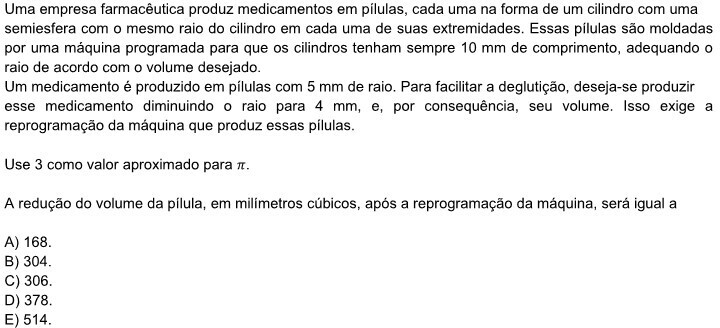 Uma empresa farmacêutica produz medicamentos em pílulas, cada uma na forma de um cilindro com uma
semiesfera com o mesmo raio do cilindro em cada uma de suas extremidades. Essas pílulas são moldadas
por uma máquina programada para que os cilindros tenham sempre 10 mm de comprimento, adequando o
raio de acordo com o volume desejado.
Um medicamento é produzido em pílulas com 5 mm de raio. Para facilitar a deglutição, deseja-se produzir
esse medicamento diminuindo o raio para 4 mm, e, por consequência, seu volume. Isso exige a
reprogramação da máquina que produz essas pílulas.
Use 3 como valor aproximado para π.
A redução do volume da pílula, em milímetros cúbicos, após a reprogramação da máquina, será igual a
A) 168.
B) 304.
C) 306.
D) 378.
E) 514.